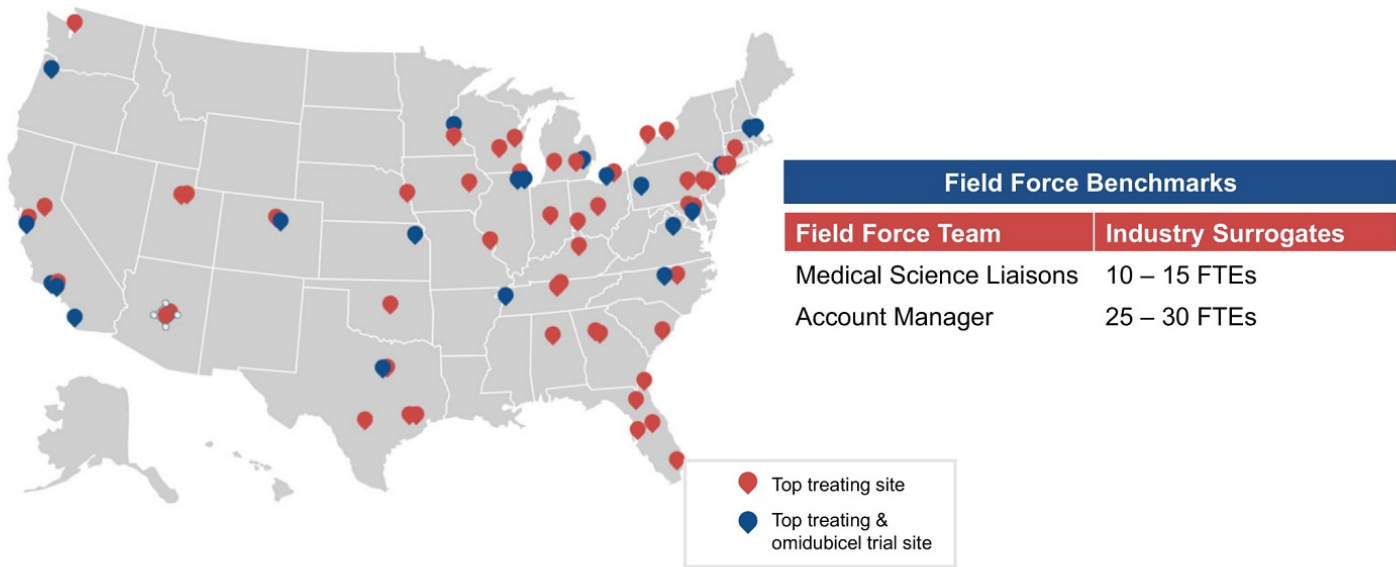 Field Force Benchmarks
Field Force Team Industry Surrogates
Medical Science Liaisons 10 – 15 FTEs
Account Manager 25 – 30 FTEs
Top treating site
Top treating &
omidubicel trial site